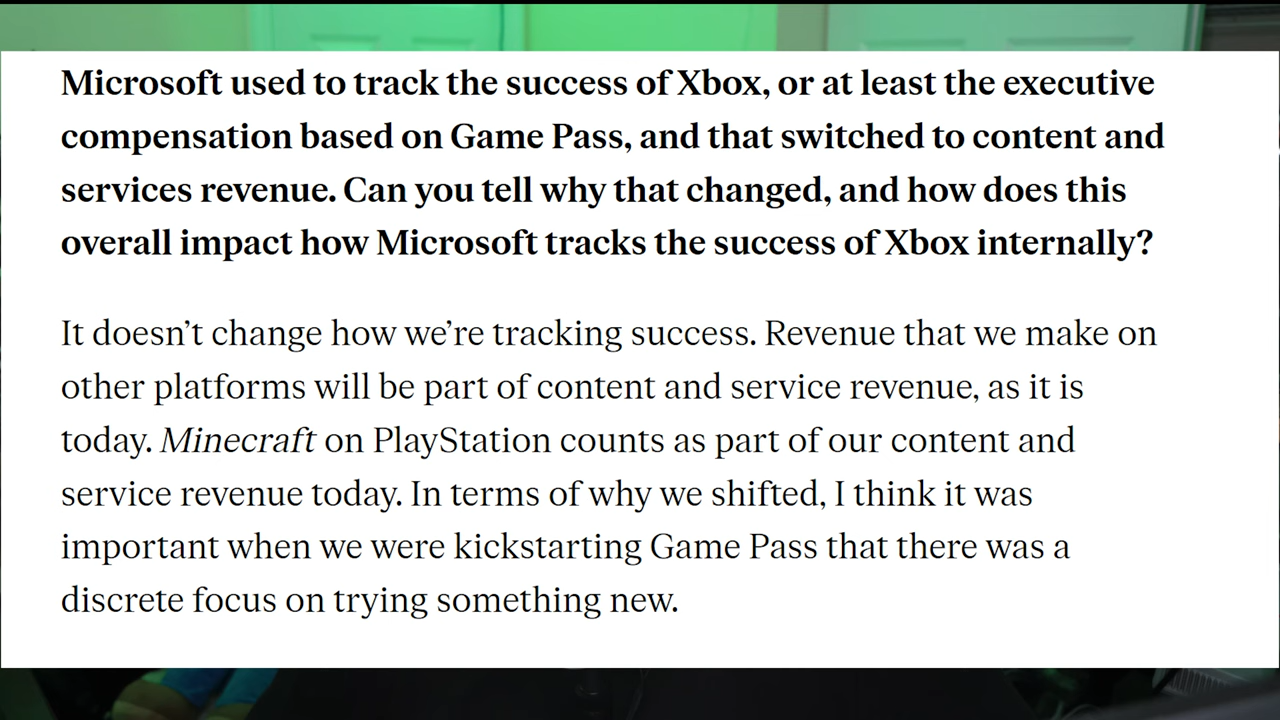 Microsoft used to track the success of Xbox, or at least the executive
compensation based on Game Pass, and that switched to content and
services revenue. Can you tell why that changed, and how does this
overall impact how Microsoft tracks the success of Xbox internally?
It doesn’t change how we’re tracking success. Revenue that we make on
other platforms will be part of content and service revenue, as it is
today. Minecraft on PlayStation counts as part of our content and
service revenue today. In terms of why we shifted, I think it was
important when we were kickstarting Game Pass that there was a
discrete focus on trying something new.